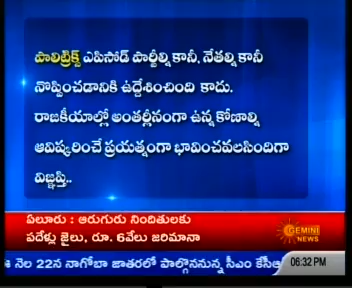 పొలిట్రిక్స్ ఎపిసోడ్ పార్టీల్ని కానీ, నేతల్ని కానీ
నొప్పించడానికి ఉద్దేశించింది కాదు.
రాజకీయాల్లో అంతర్లీనంగా ఉన్న కోణాల్ని
ఆవిష్కరించే ప్రయత్నంగా భావించవలసిందిగా
విజ్ఞప్తి..
ఏలూరు : ఆరుగురు నిందితులకు
పదేళ్లు జైలు, రూ. 6వేలు జరిమానా
GEMINI
NEWS
ఈ నెల 22న నాగోబా జాతరలో పాల్గొననున్న సీఎం కేసీఆర్
06:32 PM